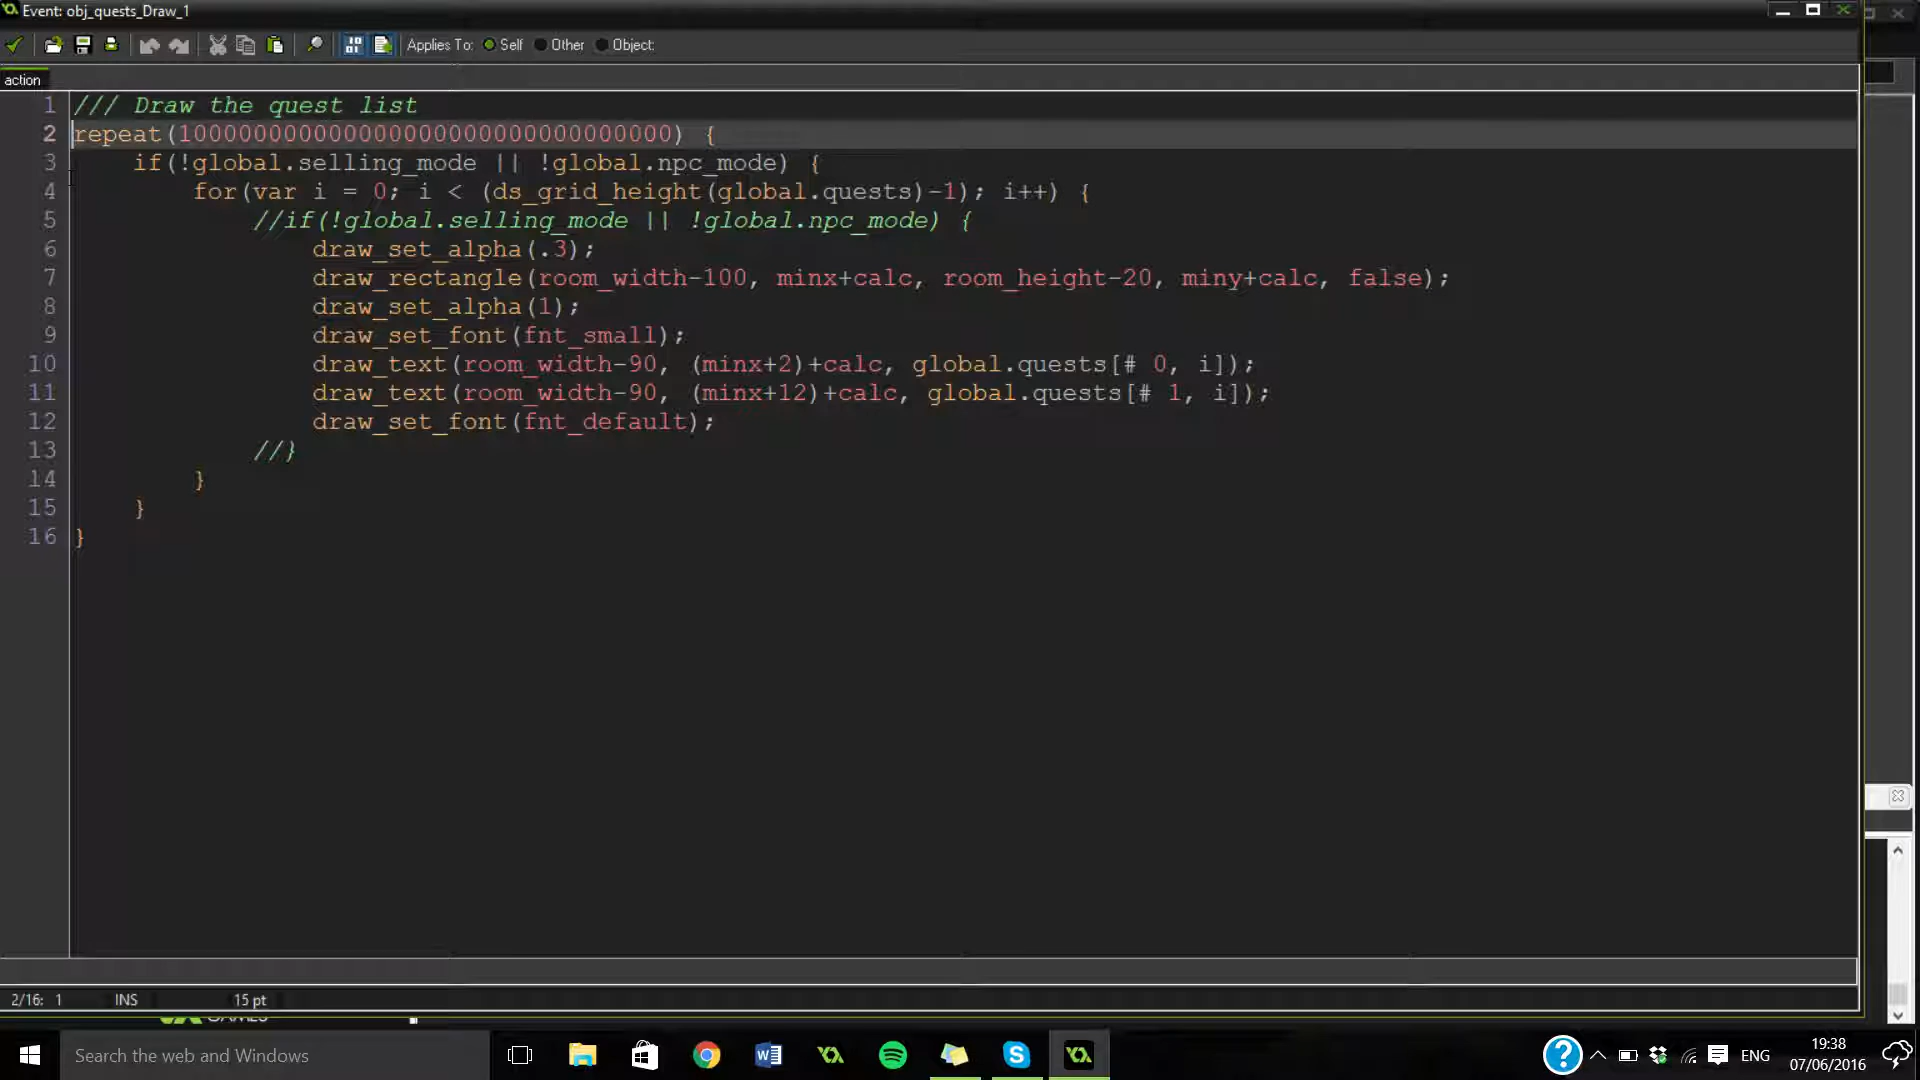 Event: obj_quests_Draw_1
Applies To: Self Other Object:
action
1 /// Draw the quest list
2 repeat(1000000000000000000000000000000000) {
3 if(!global.selling_mode || !global.npc_mode) {
4 for(var i = 0; i < (ds_grid_height(global.quests)-1); i++) {
5 //if(!global.selling_mode || !global.npc_mode) {
6 draw_set_alpha(.3);
7 draw_rectangle(room_width-100, minx+calc, room_height-20, miny+calc, false);
8 draw_set_alpha(1);
9 draw_set_font(fnt_small);
10 draw_text(room_width-90, (minx+2)+calc, global.quests[# 0, i]);
11 draw_text(room_width-90, (minx+12)+calc, global.quests[# 1, i]);
12 draw_set_font(fnt_default);
13 //}
14 }
15 }
16 }
2/16: 1 INS 15 pt
Search the web and Windows
ENG
19:38
07/06/2016